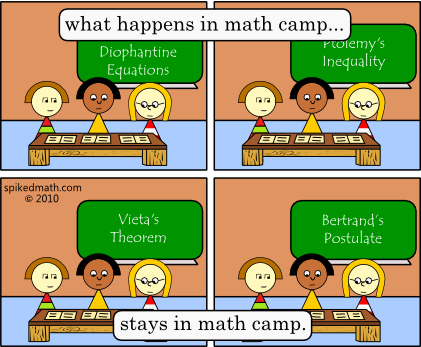 what happens in math camp...
Diophantine
Equations
Ptolemy's
Inequality
spikedmath.com
© 2010
Vieta's
Theorem
Bertrand's
Postulate
stays in math camp.